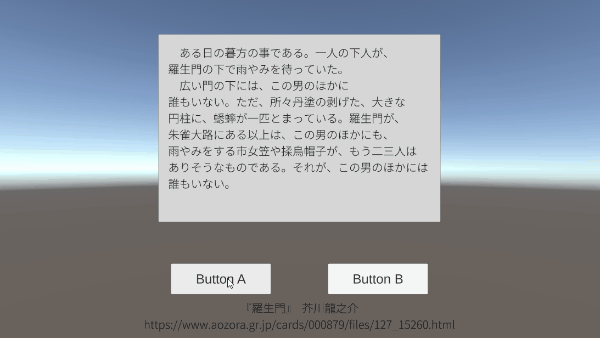 ある日の暮方の事である。一人の下人が、
羅生門の下で雨やみを待っていた。
　広い門の下には、この男のほかに
誰もいない。ただ、所々丹塗の剥げた、大きな
円柱に、蟋蟀が一匹とまっている。羅生門が、
朱雀大路にある以上は、この男のほかにも、
雨やみをする市女笠や揉烏帽子が、もう二三人は
ありそうなものである。それが、この男のほかには
誰もいない。
Button A
Button B
『羅生門』 芥川龍之介
https://www.aozora.gr.jp/cards/000879/files/127_15260.html